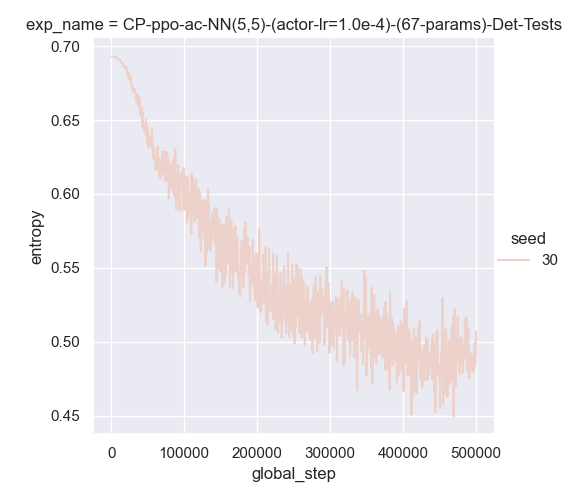 exp_name = CP-ppo-ac-NN(5,5)-(actor-lr=1.0e-4)-(67-params)-Det-Tests
0.70
0.65
0.60
0.55
0.50
0.45
entropy
0 100000 200000 300000 400000 500000
global_step
seed
30